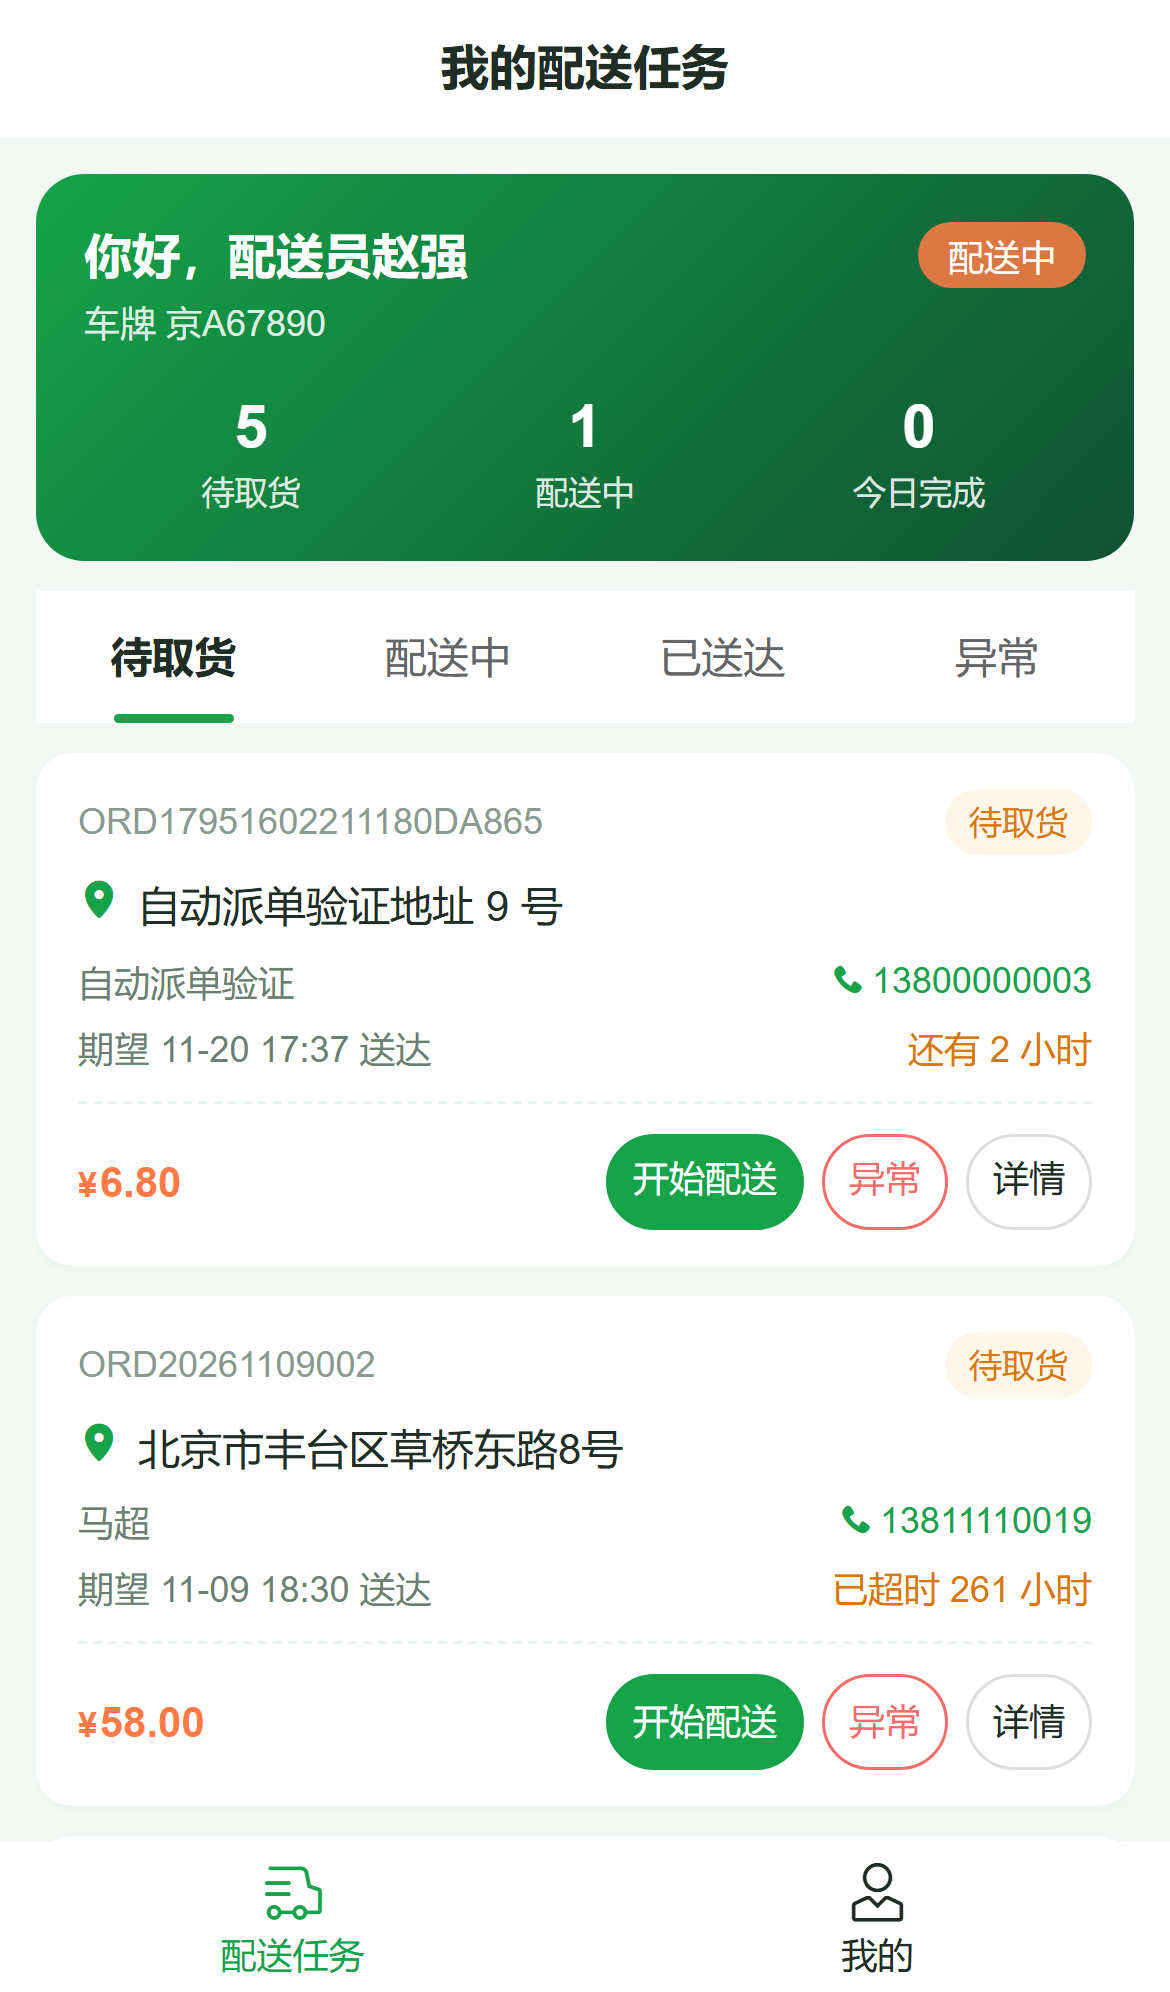 我的配送任务
你好，配送员赵强
配送中
车牌 京A67890
5
1
0
待取货
配送中
今日完成
待取货
配送中
已送达
异常
ORD17951602211180DA865
待取货
自动派单验证地址 9 号
自动派单验证
13800000003
期望 11-20 17:37 送达
还有 2 小时
¥6.80
开始配送
异常
详情
ORD20261109002
待取货
北京市丰台区草桥东路8号
马超
13811110019
期望 11-09 18:30 送达
已超时 261 小时
¥58.00
开始配送
异常
详情
配送任务
我的